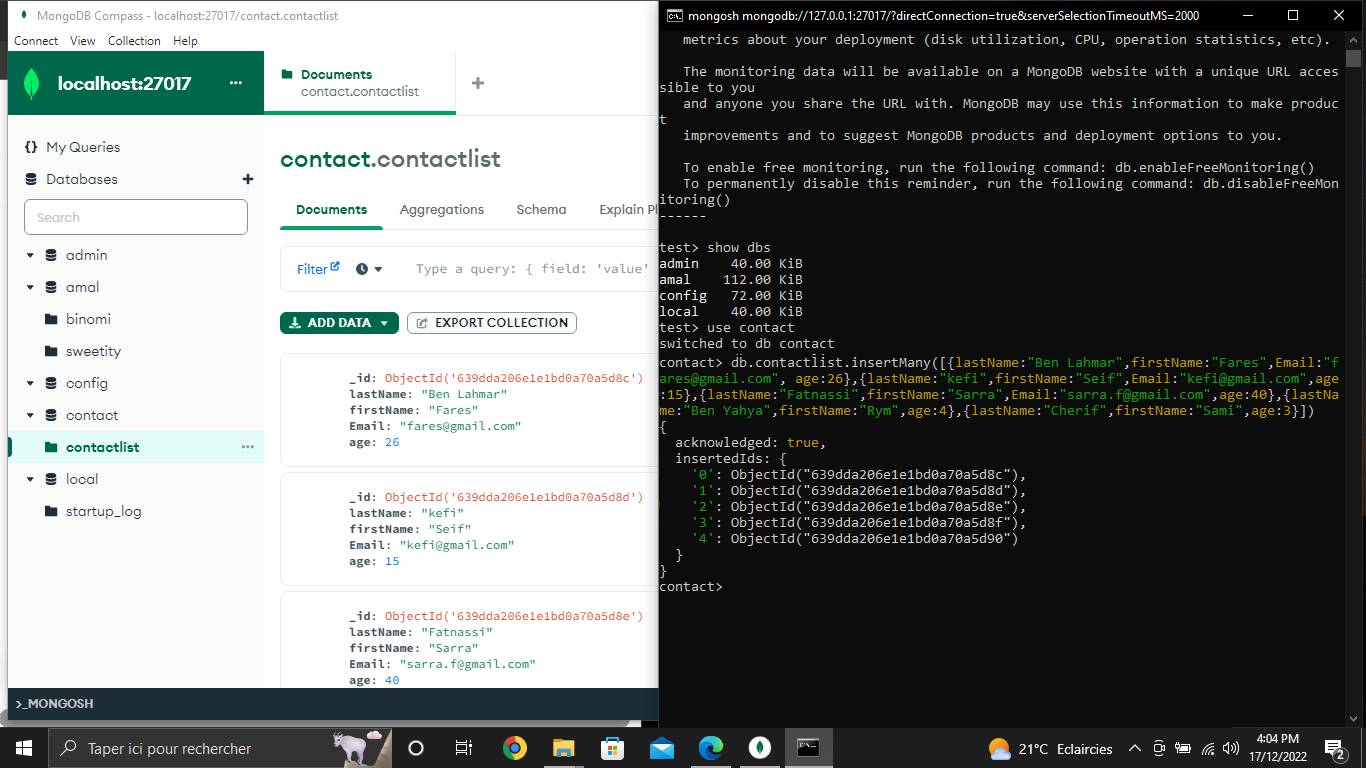 MongoDB Compass - localhost:27017/contact.contactlist
Connect View Collection Help
localhost:27017
...
Documents
contact.contactlist
+
{} My Queries
Databases +
Search
admin
amal
binomi
sweetity
config
contact
contactlist ...
local
startup_log
>_MONGOSH
contact.contactlist
Documents Aggregations Schema Explain Pl
Filter Type a query: { field: 'value'
ADD DATA EXPORT COLLECTION
_id: ObjectId('639dda206e1e1bd0a70a5d8c')
lastName: "Ben Lahmar"
firstName: "Fares"
Email: "fares@gmail.com"
age: 26
_id: ObjectId('639dda206e1e1bd0a70a5d8d')
lastName: "kefi"
firstName: "Seif"
Email: "kefi@gmail.com"
age: 15
_id: ObjectId('639dda206e1e1bd0a70a5d8e')
lastName: "Fatnassi"
firstName: "Sarra"
Email: "sarra.f@gmail.com"
age: 40
mongosh mongodb://127.0.0.1:27017/?directConnection=true&serverSelectionTimeoutMS=2000
metrics about your deployment (disk utilization, CPU, operation statistics, etc).
The monitoring data will be available on a MongoDB website with a unique URL acces
sible to you
and anyone you share the URL with. MongoDB may use this information to make produc
t
improvements and to suggest MongoDB products and deployment options to you.
To enable free monitoring, run the following command: db.enableFreeMonitoring()
To permanently disable this reminder, run the following command: db.disableFreeMon
itoring()
------
test> show dbs
admin 40.00 KiB
amal 112.00 KiB
config 72.00 KiB
local 40.00 KiB
test> use contact
switched to db contact
contact> db.contactlist.insertMany([{lastName:"Ben Lahmar",firstName:"Fares",Email:"f
ares@gmail.com", age:26},{lastName:"kefi",firstName:"Seif",Email:"kefi@gmail.com",age
:15},{lastName:"Fatnassi",firstName:"Sarra",Email:"sarra.f@gmail.com",age:40},{lastNa
me:"Ben Yahya",firstName:"Rym",age:4},{lastName:"Cherif",firstName:"Sami",age:3}])
{
acknowledged: true,
insertedIds: {
'0': ObjectId("639dda206e1e1bd0a70a5d8c"),
'1': ObjectId("639dda206e1e1bd0a70a5d8d"),
'2': ObjectId("639dda206e1e1bd0a70a5d8e"),
'3': ObjectId("639dda206e1e1bd0a70a5d8f"),
'4': ObjectId("639dda206e1e1bd0a70a5d90")
}
}
contact>
Taper ici pour rechercher
21°C Eclaircies
4:04 PM
17/12/2022
2